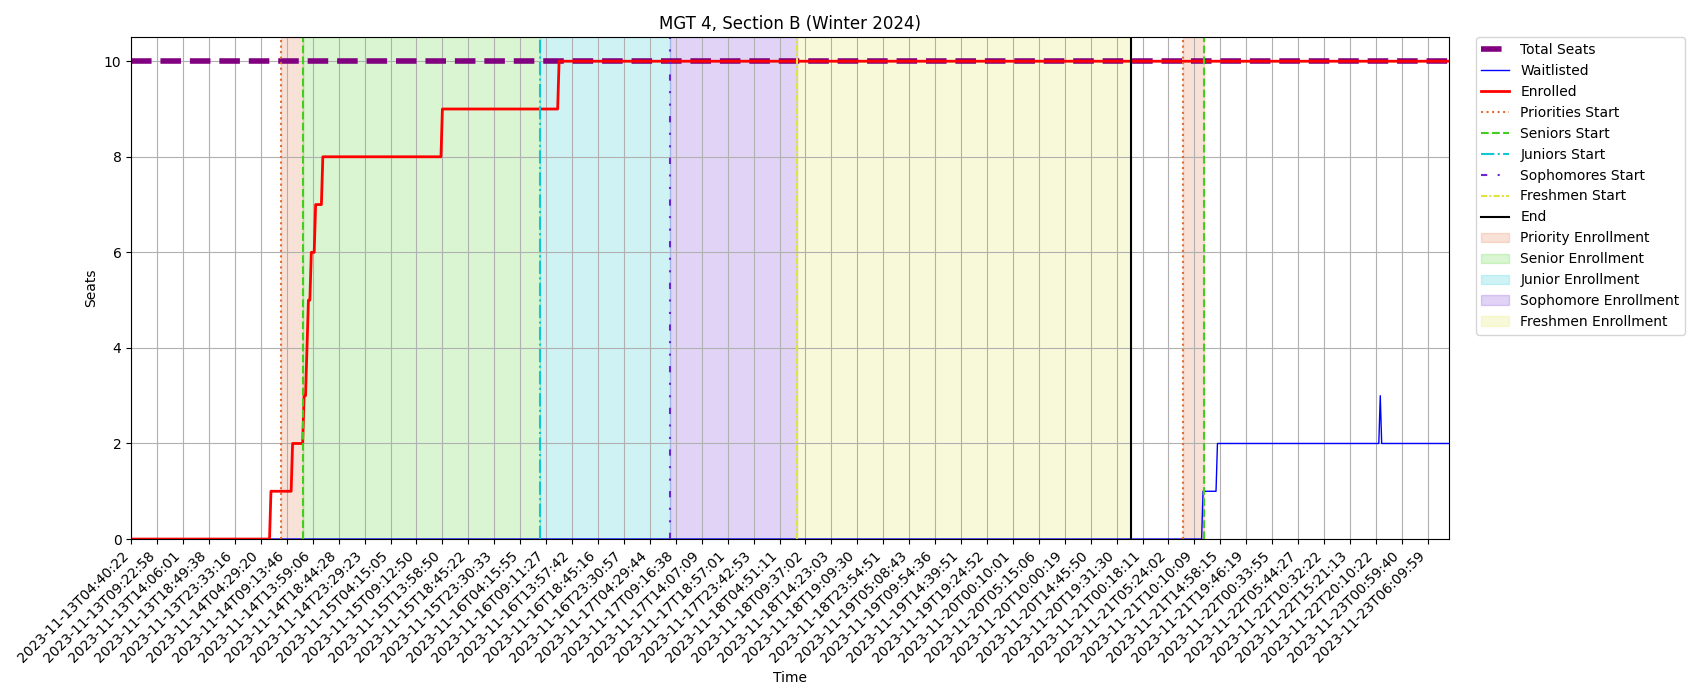 MGT 4, Section B (Winter 2024)
Seats
10
8
6
4
2
0
2023-11-13T04:40:22
2023-11-13T09:22:58
2023-11-13T14:06:01
2023-11-13T18:49:38
2023-11-13T23:33:16
2023-11-14T04:29:20
2023-11-14T09:13:46
2023-11-14T13:59:06
2023-11-14T18:44:28
2023-11-14T23:29:23
2023-11-15T04:15:05
2023-11-15T09:12:50
2023-11-15T13:58:50
2023-11-15T18:45:22
2023-11-15T23:30:33
2023-11-16T04:15:55
2023-11-16T09:11:27
2023-11-16T13:57:42
2023-11-16T18:45:16
2023-11-16T23:30:57
2023-11-17T04:29:44
2023-11-17T09:16:38
2023-11-17T14:07:09
2023-11-17T18:57:01
2023-11-17T23:42:53
2023-11-18T04:51:11
2023-11-18T09:37:02
2023-11-18T14:23:03
2023-11-18T19:09:30
2023-11-18T23:54:51
2023-11-19T05:08:43
2023-11-19T09:54:36
2023-11-19T14:39:51
2023-11-19T19:24:52
2023-11-20T00:10:01
2023-11-20T05:15:06
2023-11-20T10:00:19
2023-11-20T14:45:50
2023-11-20T19:31:30
2023-11-21T00:18:11
2023-11-21T05:24:02
2023-11-21T10:10:09
2023-11-21T14:58:15
2023-11-21T19:46:19
2023-11-22T00:33:55
2023-11-22T05:44:27
2023-11-22T10:32:22
2023-11-22T15:21:13
2023-11-22T20:10:22
2023-11-23T00:59:40
2023-11-23T06:09:59
Time
Total Seats
Waitlisted
Enrolled
Priorities Start
Seniors Start
Juniors Start
Sophomores Start
Freshmen Start
End
Priority Enrollment
Senior Enrollment
Junior Enrollment
Sophomore Enrollment
Freshmen Enrollment